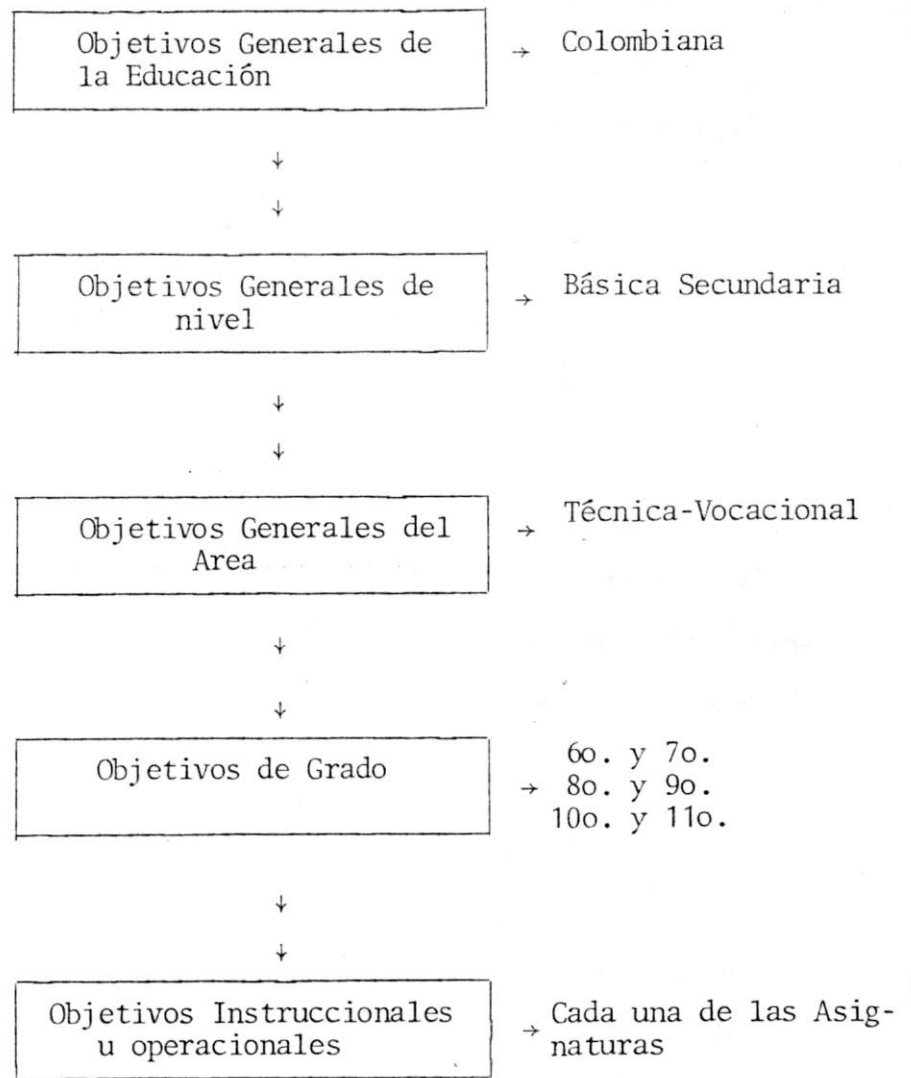 Objetivos Generales de
la Educación
→ Colombiana
↓
↓
Objetivos Generales de
nivel
→ Básica Secundaria
↓
↓
Objetivos Generales del
Area
→ Técnica-Vocacional
↓
↓
Objetivos de Grado
6o. y 7o.
→ 8o. y 9o.
10o. y 11o.
↓
↓
Objetivos Instruccionales
u operacionales
→ Cada una de las Asig-
naturas